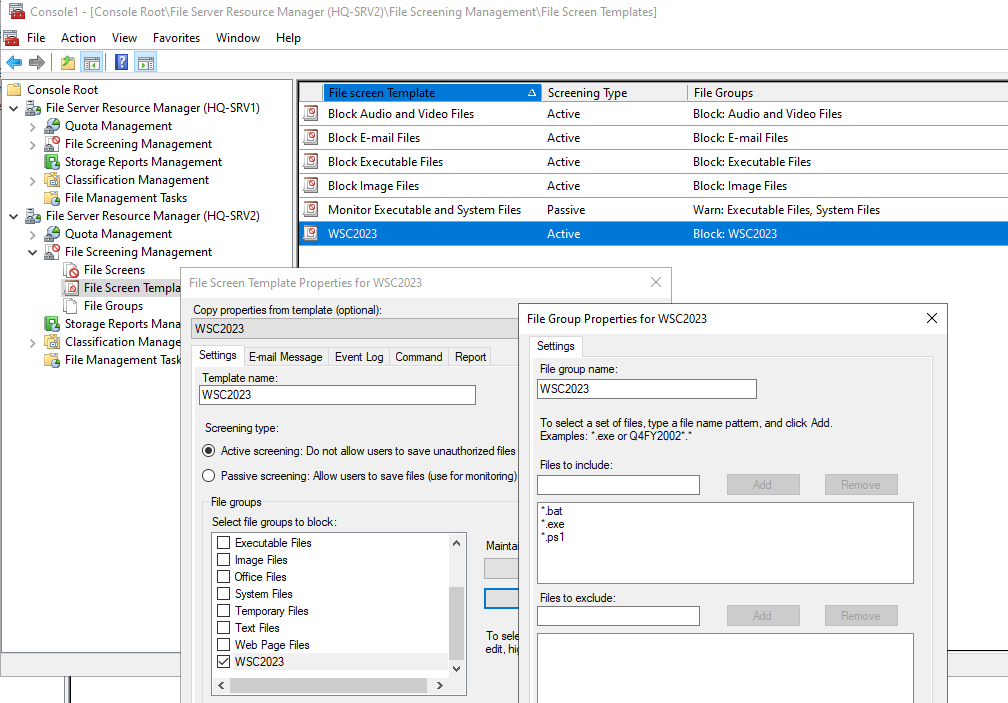 Console1 - [Console Root\File Server Resource Manager (HQ-SRV2)\File Screening Management\File Screen Templates]
File Action View Favorites Window Help
Console Root
File Server Resource Manager (HQ-SRV1)
Quota Management
File Screening Management
Storage Reports Management
Classification Management
File Management Tasks
File Server Resource Manager (HQ-SRV2)
Quota Management
File Screening Management
File Screens
File Screen Templa
File Groups
Storage Reports Mana
Classification Manage
File Management Task
File screen Template Screening Type File Groups
Block Audio and Video Files Active Block: Audio and Video Files
Block E-mail Files Active Block: E-mail Files
Block Executable Files Active Block: Executable Files
Block Image Files Active Block: Image Files
Monitor Executable and System Files Passive Warn: Executable Files, System Files
WSC2023 Active Block: WSC2023
File Screen Template Properties for WSC2023
Copy properties from template (optional):
WSC2023
Settings E-mail Message Event Log Command Report
Template name:
WSC2023
Screening type:
Active screening: Do not allow users to save unauthorized files
Passive screening: Allow users to save files (use for monitoring)
File groups
Select file groups to block:
Executable Files
Image Files
Office Files
System Files
Temporary Files
Text Files
Web Page Files
WSC2023
Maintai
To sele
edit, hig
File Group Properties for WSC2023
Settings
File group name:
WSC2023
To select a set of files, type a file name pattern, and click Add.
Examples: *.exe or Q4FY2002*.*
Files to include:
Add Remove
*.bat
*.exe
*.ps1
Files to exclude:
Add Remove